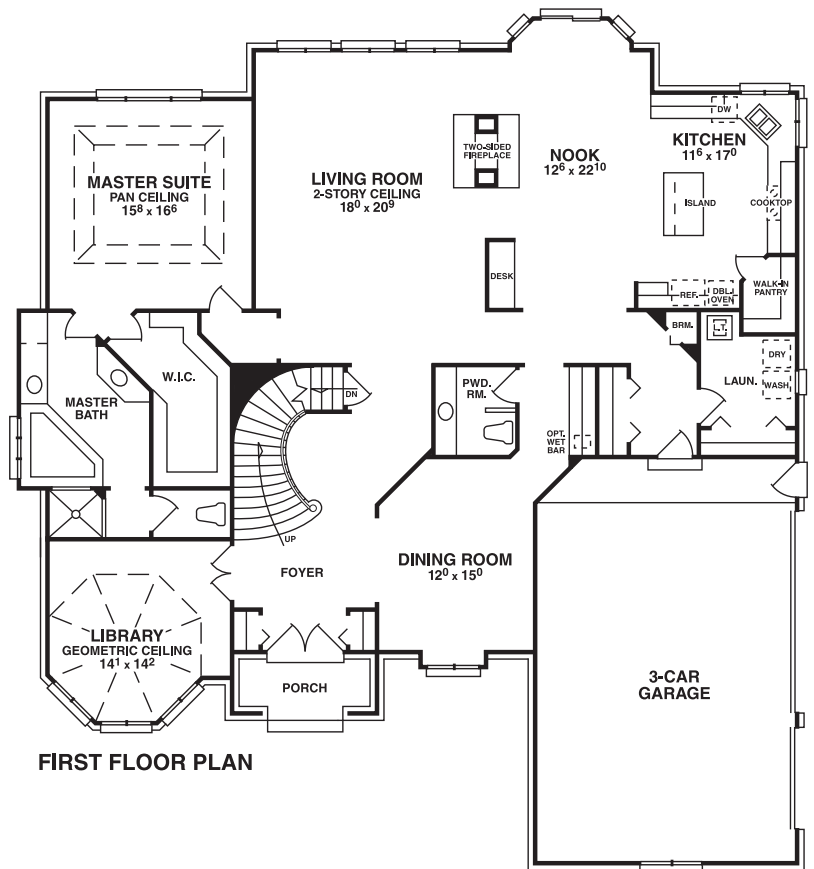 DW
KITCHEN
11⁶ x 17⁰
TWO-SIDED
FIREPLACE
NOOK
12⁶ x 22¹⁰
LIVING ROOM
2-STORY CEILING
18⁰ x 20⁹
MASTER SUITE
PAN CEILING
15⁸ x 16⁶
ISLAND
COOKTOP
DESK
REF.
DBL.
OVEN
WALK-IN
PANTRY
BRM.
L.T.
DRY
LAUN.
WASH
W.I.C.
MASTER
BATH
DN
PWD.
RM.
OPT.
WET
BAR
UP
FOYER
DINING ROOM
12⁰ x 15⁰
LIBRARY
GEOMETRIC CEILING
14¹ x 14²
PORCH
3-CAR
GARAGE
FIRST FLOOR PLAN